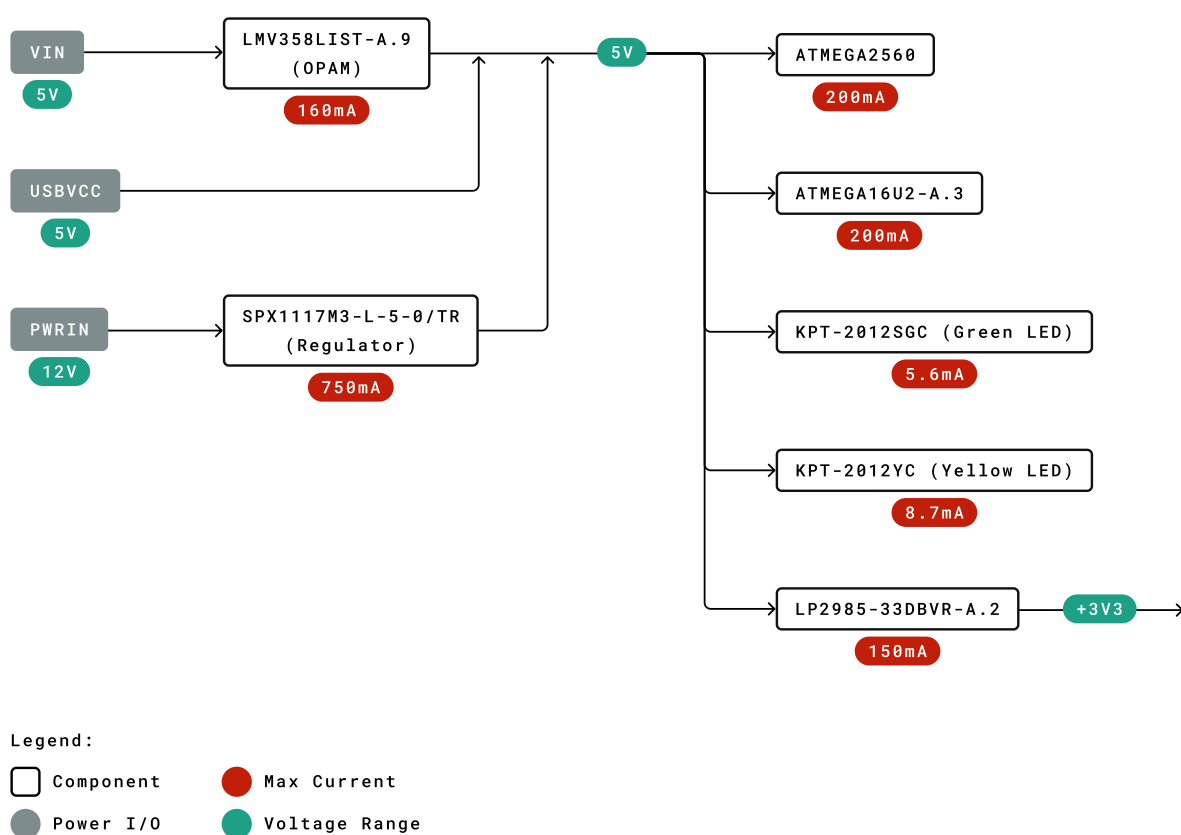 VIN
5V
LMV358LIST-A.9
(OPAM)
160mA
5V
ATMEGA2560
200mA
USBVCC
5V
ATMEGA16U2-A.3
200mA
PWRIN
12V
SPX1117M3-L-5-0/TR
(Regulator)
750mA
KPT-2012SGC (Green LED)
5.6mA
KPT-2012YC (Yellow LED)
8.7mA
LP2985-33DBVR-A.2
150mA
+3V3
Legend:
Component
Max Current
Power I/O
Voltage Range